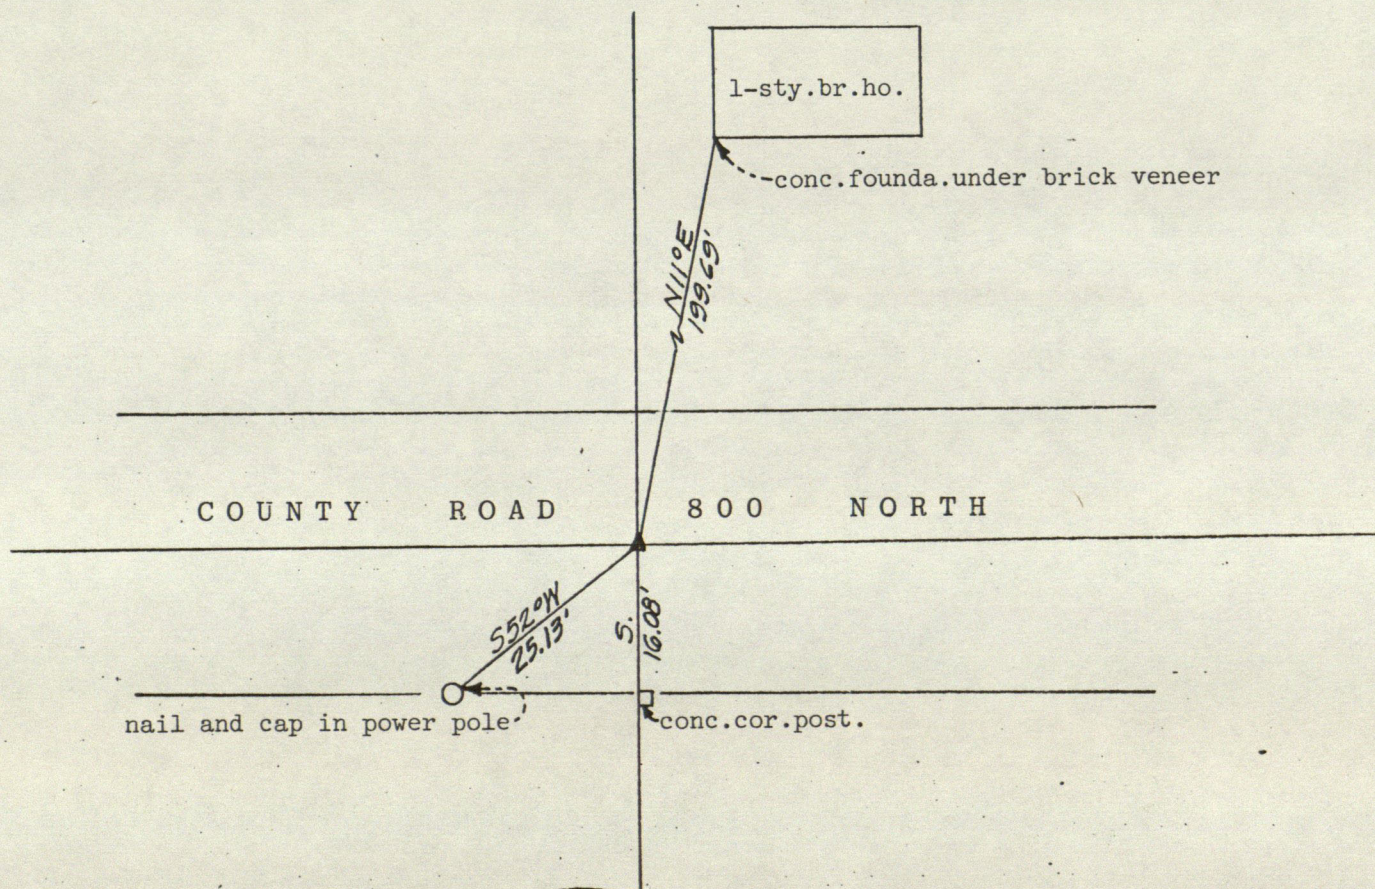 1-sty.br.ho.
conc.founda.under brick veneer
N11°E
199.69'
COUNTY ROAD 800 NORTH
S52°W
25.13'
S.
16.08'
nail and cap in power pole
conc.cor.post.